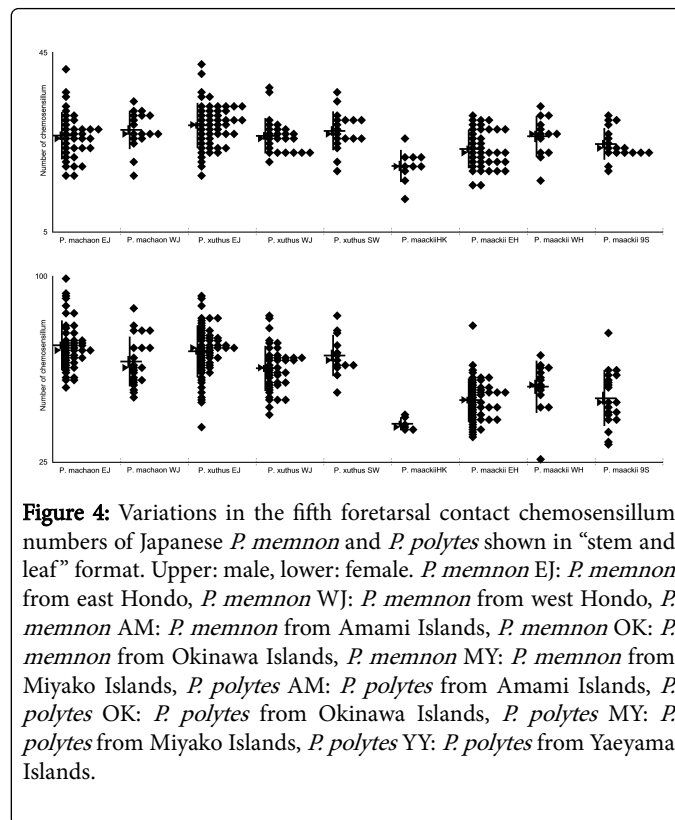 45
Number of chemosensillum
5
P. machaon EJ P. machaon WJ P. xuthus EJ P. xuthus WJ P. xuthus SW P. maackiiHK P. maackii EH P. maackii WH P. maackii 9S
100
Number of chemosensillum
25
P. machaon EJ P. machaon WJ P. xuthus EJ P. xuthus WJ P. xuthus SW P. maackiiHK P. maackii EH P. maackii WH P. maackii 9S
Figure 4: Variations in the fifth foretarsal contact chemosensillum
numbers of Japanese P. memnon and P. polytes shown in “stem and
leaf” format. Upper: male, lower: female. P. memnon EJ: P. memnon
from east Hondo, P. memnon WJ: P. memnon from west Hondo, P.
memnon AM: P. memnon from Amami Islands, P. memnon OK: P.
memnon from Okinawa Islands, P. memnon MY: P. memnon from
Miyako Islands, P. polytes AM: P. polytes from Amami Islands, P.
polytes OK: P. polytes from Okinawa Islands, P. polytes MY: P.
polytes from Miyako Islands, P. polytes YY: P. polytes from Yaeyama
Islands.